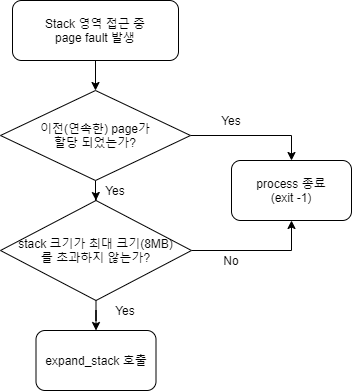 Stack 영역 접근 중
page fault 발생
이전(연속한) page가
할당 되었는가?
Yes
process 종료
(exit -1)
Yes
stack 크기가 최대 크기(8MB)
를 초과하지 않는가?
No
Yes
expand_stack 호출